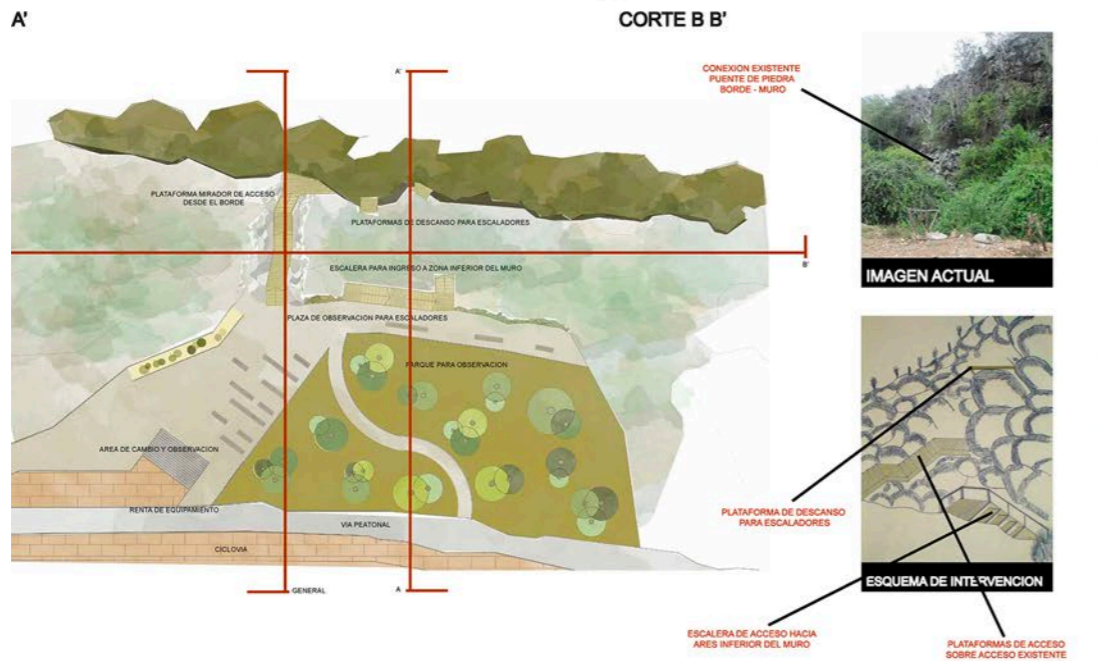 A'
CORTE B B'
CONEXION EXISTENTE
PUENTE DE PIEDRA
BORDE - MURO
A'
PLATAFORMA MIRADOR DE ACCESO
DESDE EL BORDE
PLATAFORMAS DE DESCANSO PARA ESCALADORES
B'
ESCALERA PARA INGRESO A ZONA INFERIOR DEL MURO
IMAGEN ACTUAL
PLAZA DE OBSERVACION PARA ESCALADORES
PARQUE PARA OBSERVACION
AREA DE CAMBIO Y OBSERVACION
RENTA DE EQUIPAMIENTO
VIA PEATONAL
CICLOVIA
PLATAFORMA DE DESCANSO
PARA ESCALADORES
ESQUEMA DE INTERVENCION
GENERAL
A
ESCALERA DE ACCESO HACIA
ARES INFERIOR DEL MURO
PLATAFORMAS DE ACCESO
SOBRE ACCESO EXISTENTE